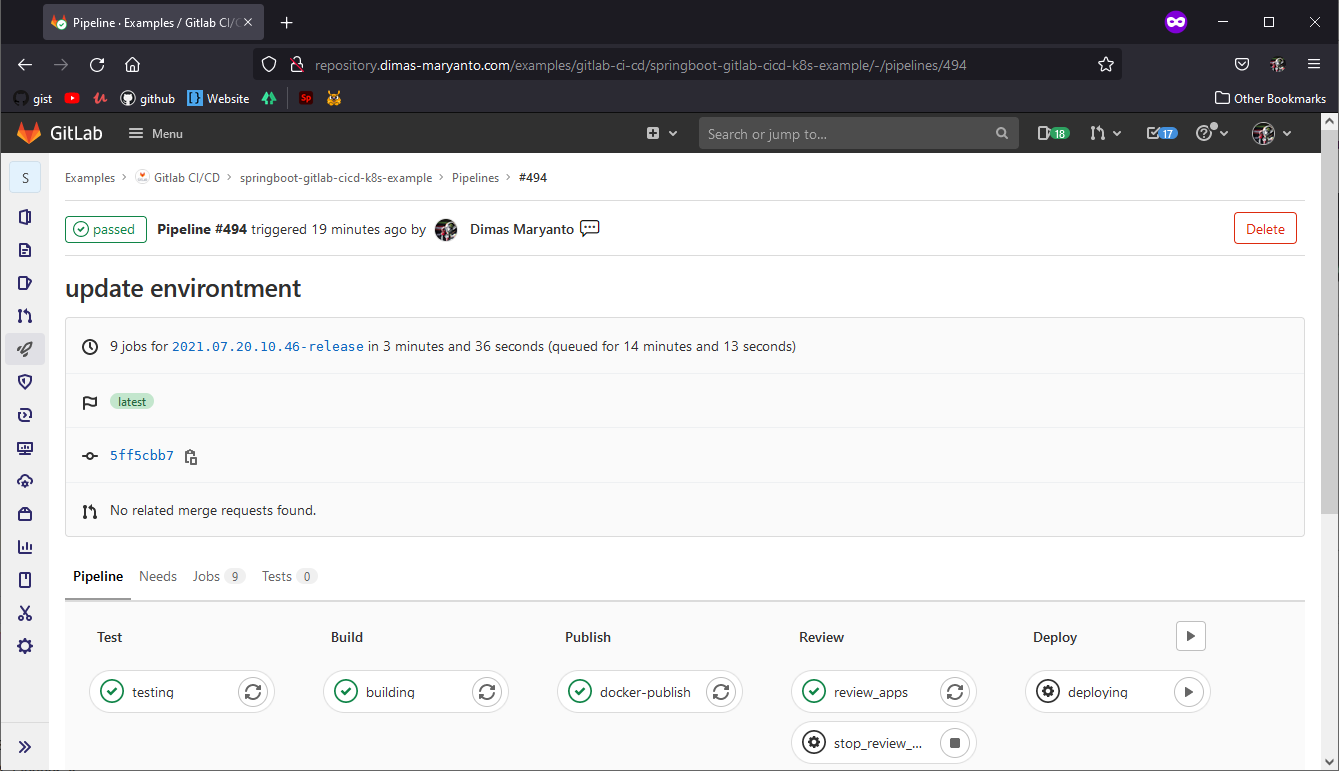 Pipeline · Examples / Gitlab CI/C
repository.dimas-maryanto.com/examples/gitlab-ci-cd/springboot-gitlab-cicd-k8s-example/-/pipelines/494
gist github Website Sp Other Bookmarks
GitLab Menu Search or jump to... 18 17
S Examples Gitlab CI/CD springboot-gitlab-cicd-k8s-example Pipelines #494
passed Pipeline #494 triggered 19 minutes ago by Dimas Maryanto Delete
update environtment
9 jobs for 2021.07.20.10.46-release in 3 minutes and 36 seconds (queued for 14 minutes and 13 seconds)
latest
5ff5cbb7
No related merge requests found.
Pipeline Needs Jobs 9 Tests 0
Test Build Publish Review Deploy
testing building docker-publish review_apps deploying
stop_review_...